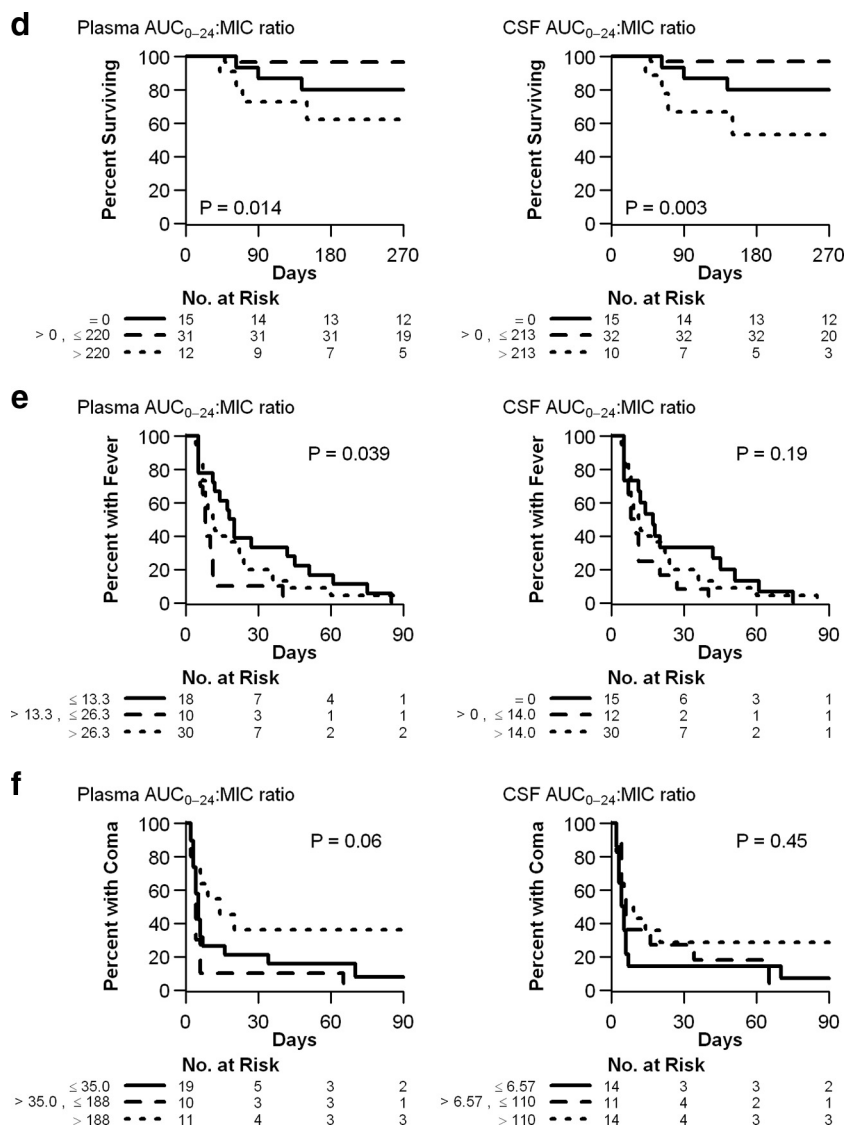 d
Plasma AUC0–24:MIC ratio
CSF AUC0–24:MIC ratio
Percent Surviving
100
80
60
40
20
0
P = 0.014
0 90 180 270
Days
No. at Risk
= 0 15 14 13 12
> 0 , ≤ 220 31 31 31 19
> 220 12 9 7 5
Percent Surviving
100
80
60
40
20
0
P = 0.003
0 90 180 270
Days
No. at Risk
= 0 15 14 13 12
> 0 , ≤ 213 32 32 32 20
> 213 10 7 5 3
e
Plasma AUC0–24:MIC ratio
CSF AUC0–24:MIC ratio
Percent with Fever
100
80
60
40
20
0
P = 0.039
0 30 60 90
Days
No. at Risk
≤ 13.3 18 7 4 1
> 13.3 , ≤ 26.3 10 3 1 1
> 26.3 30 7 2 2
Percent with Fever
100
80
60
40
20
0
P = 0.19
0 30 60 90
Days
No. at Risk
= 0 15 6 3 1
> 0 , ≤ 14.0 12 2 1 1
> 14.0 30 7 2 1
f
Plasma AUC0–24:MIC ratio
CSF AUC0–24:MIC ratio
Percent with Coma
100
80
60
40
20
0
P = 0.06
0 30 60 90
Days
No. at Risk
≤ 35.0 19 5 3 2
> 35.0 , ≤ 188 10 3 3 1
> 188 11 4 3 3
Percent with Coma
100
80
60
40
20
0
P = 0.45
0 30 60 90
Days
No. at Risk
≤ 6.57 14 3 3 2
> 6.57 , ≤ 110 11 4 2 1
> 110 14 4 3 3